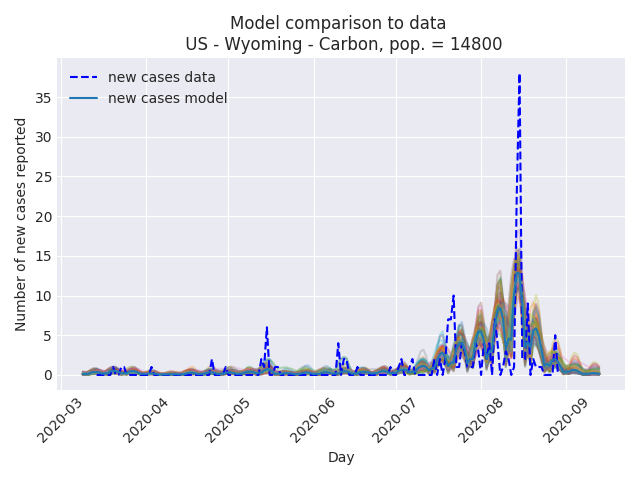 Model comparison to data
US - Wyoming - Carbon, pop. = 14800
new cases data
new cases model
Number of new cases reported
35
30
25
20
15
10
5
0
2020-03
2020-04
2020-05
2020-06
2020-07
2020-08
2020-09
Day